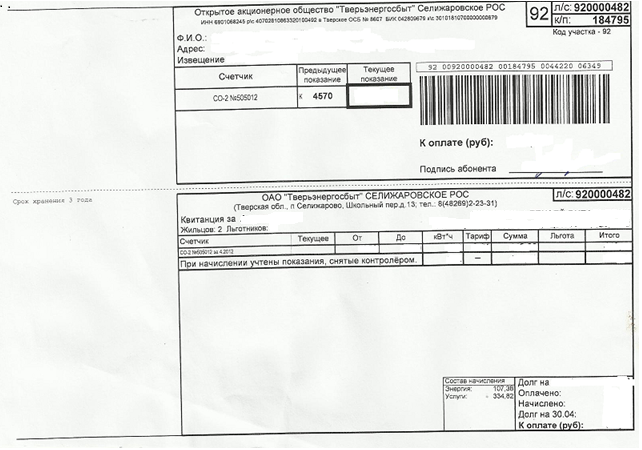 Открытое акционерное общество "Тверьэнергосбыт" Селижаровское РОС
ИНН 6901068245 р/с 40702810863320100492 в Тверское ОСБ № 8607 БИК 042809679 к/с 30101810700000000679
92
л/с: 920000482
к/п: 184795
Код участка - 92
Ф.И.О.:
Адрес:
Извещение
Счетчик
Предыдущее показание
Текущее показание
СО-2 №505012
к 4570
92 00920000482 00184795 0044220 06349
К оплате (руб):
Подпись абонента
Срок хранения 3 года
ОАО "Тверьэнергосбыт" СЕЛИЖАРОВСКОЕ РОС
л/с: 920000482
(Тверская обл., п Селижарово, Школьный пер.д.13; тел.: 8(48269)2-23-31)
Квитанция за
Жильцов: 2 Льготников:
Счетчик Текущее От До кВт*ч Тариф Сумма Льгота Итого
СО-2 №505012 за 4.2012
При начислении учтены показания, снятые контролёром. –
Состав начисления
Энергия: 107,36
Услуги: - 334,82
Долг на
Оплачено:
Начислено:
Долг на 30.04:
К оплате (руб):